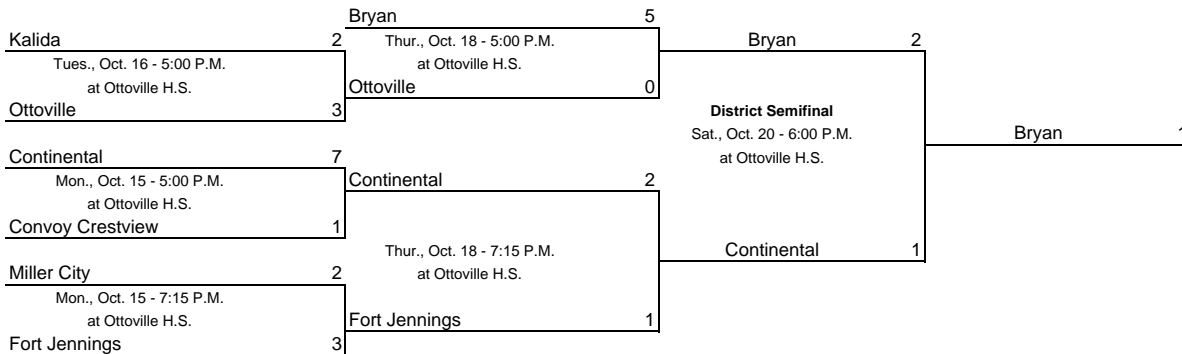 Bryan 5
Kalida 2
Thur., Oct. 18 - 5:00 P.M.
Bryan 2
Tues., Oct. 16 - 5:00 P.M.
at Ottoville H.S.
at Ottoville H.S.
Ottoville 0
Ottoville 3
District Semifinal
Sat., Oct. 20 - 6:00 P.M.
Bryan
at Ottoville H.S.
Continental 7
Mon., Oct. 15 - 5:00 P.M.
Continental 2
at Ottoville H.S.
Convoy Crestview 1
Thur., Oct. 18 - 7:15 P.M.
Continental 1
at Ottoville H.S.
Miller City 2
Mon., Oct. 15 - 7:15 P.M.
at Ottoville H.S.
Fort Jennings 1
Fort Jennings 3